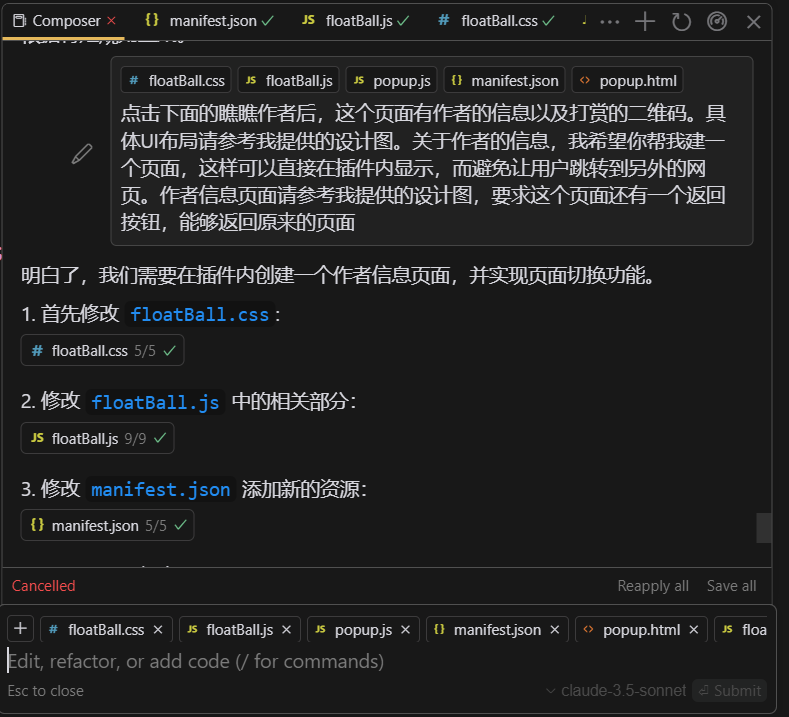 Composer × {} manifest.json ✓ JS floatBall.js ✓ # floatBall.css ✓
# floatBall.css JS floatBall.js JS popup.js {} manifest.json <> popup.html
点击下面的瞧瞧作者后，这个页面有作者的信息以及打赏的二维码。具
体UI布局请参考我提供的设计图。关于作者的信息，我希望你帮我建一
个页面，这样可以直接在插件内显示，而避免让用户跳转到另外的网
页。作者信息页面请参考我提供的设计图，要求这个页面还有一个返回
按钮，能够返回原来的页面
明白了，我们需要在插件内创建一个作者信息页面，并实现页面切换功能。
1. 首先修改 floatBall.css：
# floatBall.css 5/5 ✓
2. 修改 floatBall.js 中的相关部分：
JS floatBall.js 9/9 ✓
3. 修改 manifest.json 添加新的资源：
{} manifest.json 5/5 ✓
Cancelled Reapply all Save all
+ # floatBall.css × JS floatBall.js × JS popup.js × {} manifest.json × <> popup.html × JS floa
Edit, refactor, or add code (/ for commands)
Esc to close claude-3.5-sonnet Submit